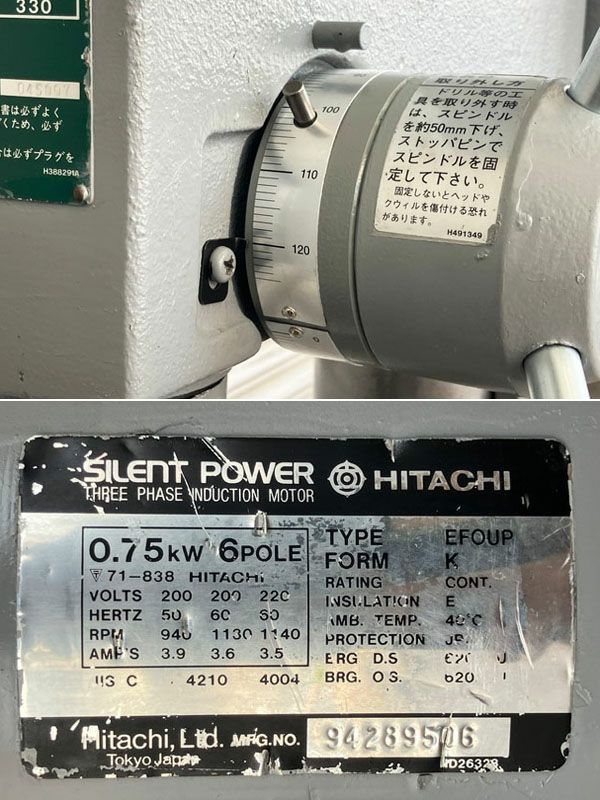 330
045007
書は必ずよく
ぐため、必ず
合は必ずプラグを
H388291A
90
100
110
120
0
取り外し方
ドリル等の工
具を取り外す時
は、スピンドル
を約50mm下げ、
ストッパピンで
スピンドルを固
定して下さい。
固定しないとヘッドや
クウィルを傷付ける恐れ
があります。
H491349
SILENT POWER HITACHI
THREE PHASE INDUCTION MOTOR
0.75kW 6POLE
71-838 HITACHI
VOLTS 200 200 220
HERTZ 50 60 60
RPM 940 1130 1140
AMP'S 3.9 3.6 3.5
C 4210 4004
TYPE EFOUP
FORM K
RATING CONT.
INSULATION E
AMB. TEMP. 40°C
PROTECTION
BRG. D.S
BRG. O.S.
Hitachi, Ltd. MFG.NO. 94289506
Tokyo Japan